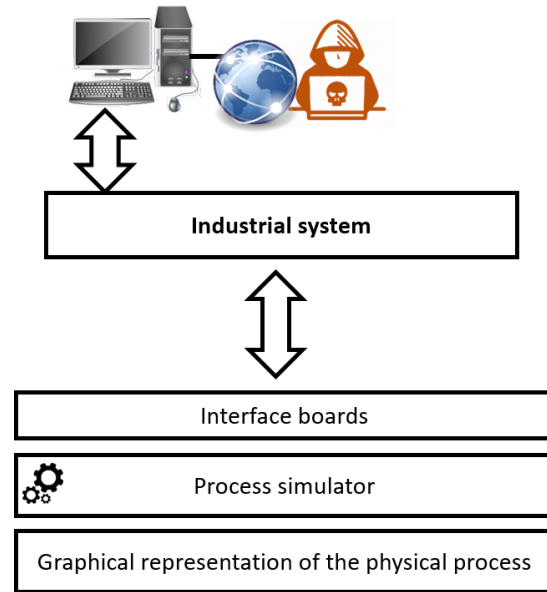 Industrial system
Interface boards
Process simulator
Graphical representation of the physical process